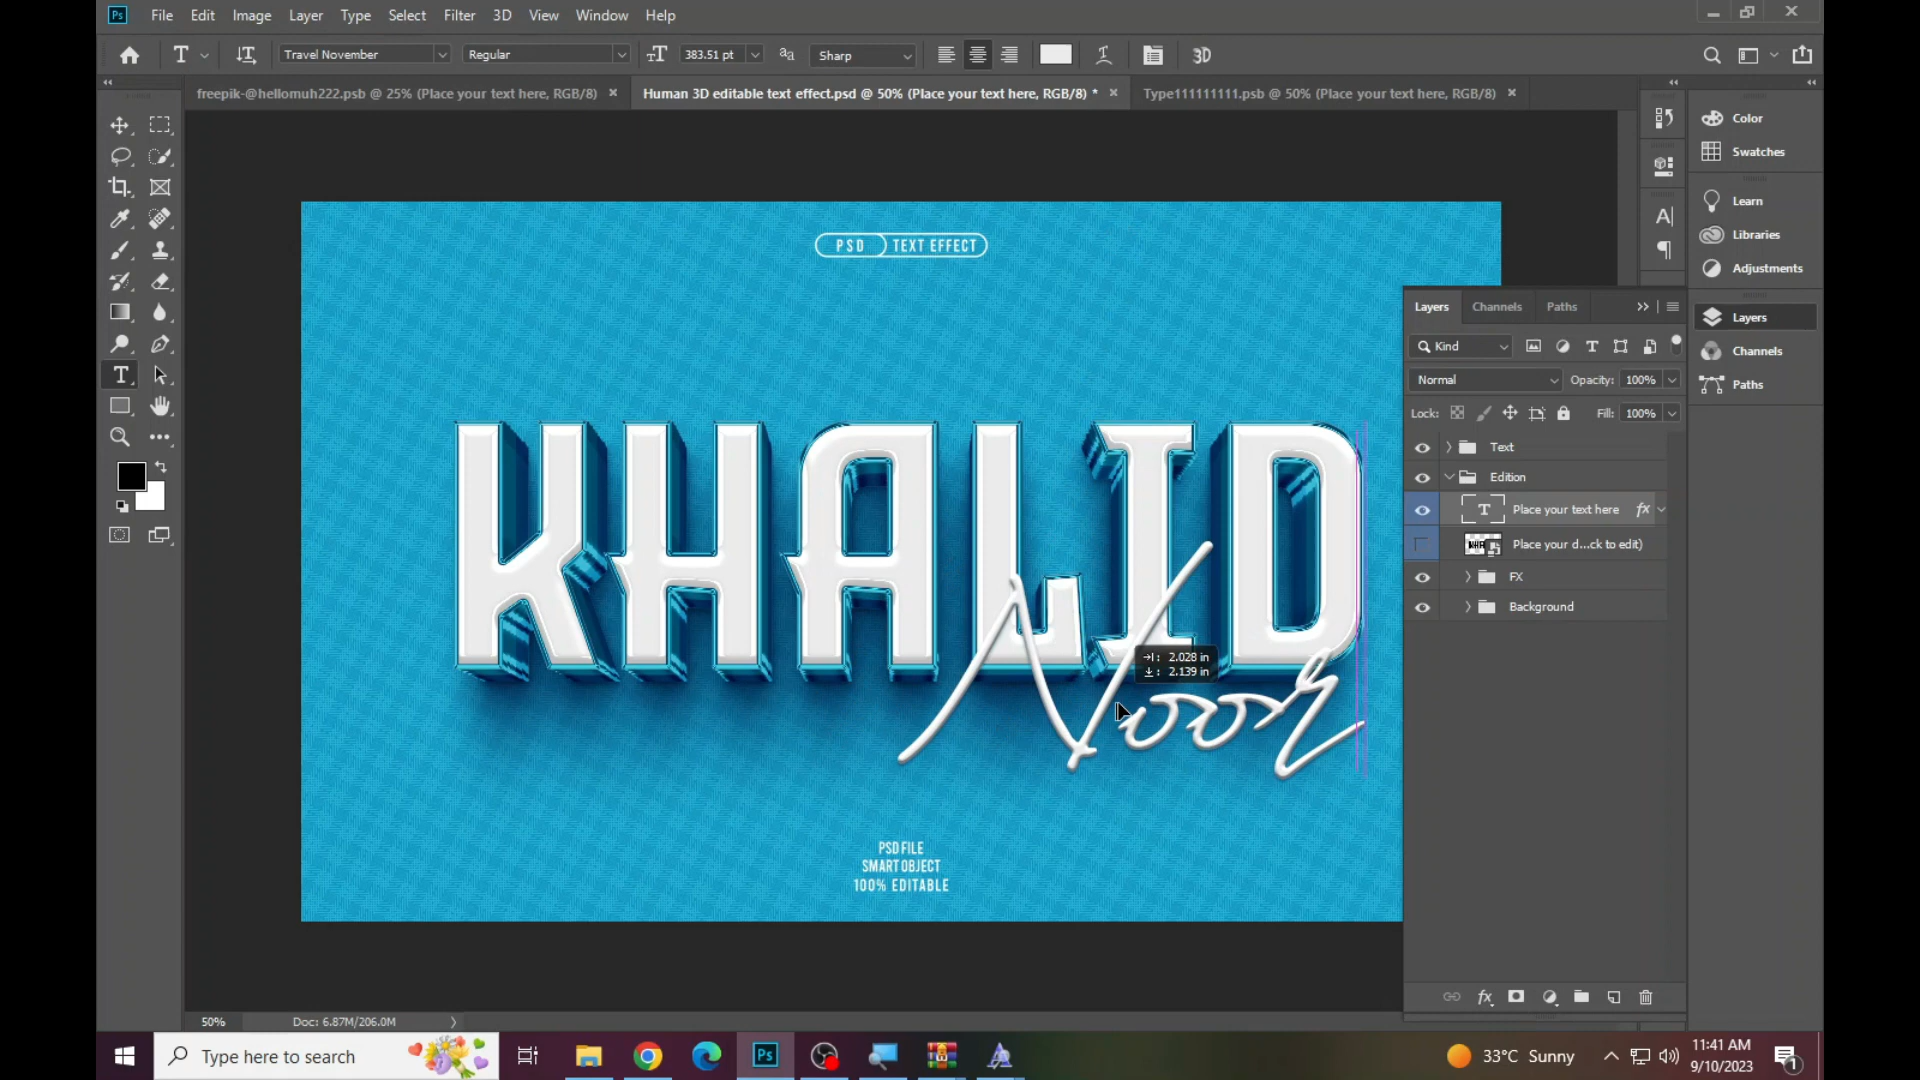 Ps File Edit Image Layer Type Select Filter 3D View Window Help
T Travel November Regular 383.51 pt aa Sharp 3D
freepik-@hellomuh222.psb @ 25% (Place your text here, RGB/8) Human 3D editable text effect.psd @ 50% (Place your text here, RGB/8) * Type111111111.psb @ 50% (Place your text here, RGB/8)
Color
Swatches
Learn
Libraries
Adjustments
Layers
Channels
Paths
PSD TEXT EFFECT
KHALID
Noor
→: 2.028 in
↓: 2.139 in
PSD FILE
SMART OBJECT
100% EDITABLE
Layers Channels Paths
Kind
Normal Opacity: 100%
Lock: Fill: 100%
Text
Edition
T Place your text here fx
Place your d...ck to edit)
FX
Background
fx
50% Doc: 6.87M/206.0M
Type here to search
Ps
33°C Sunny
11:41 AM
9/10/2023
1